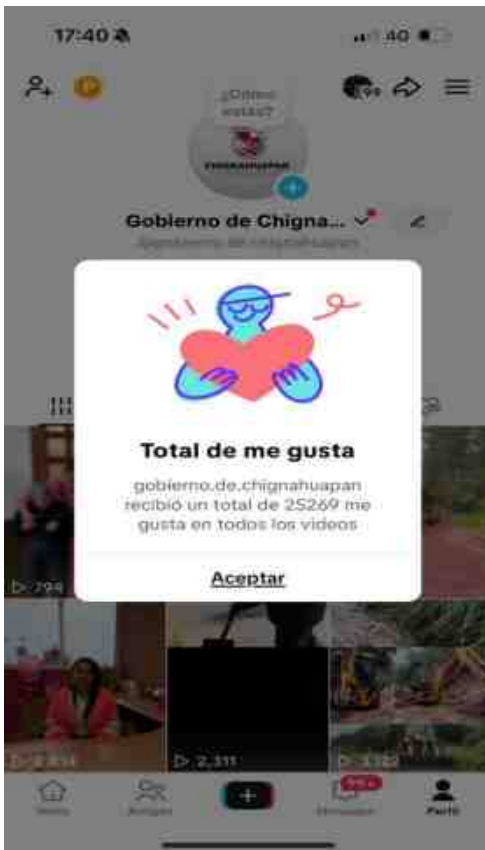 17:40
40
99
¿Cómo
estás?
CHIGNAHUAPAN
Gobierno de Chigna...
Total de me gusta
gobierno.de.chignahuapan
recibió un total de 25269 me
gusta en todos los videos
Aceptar
794
2,311
Perfil